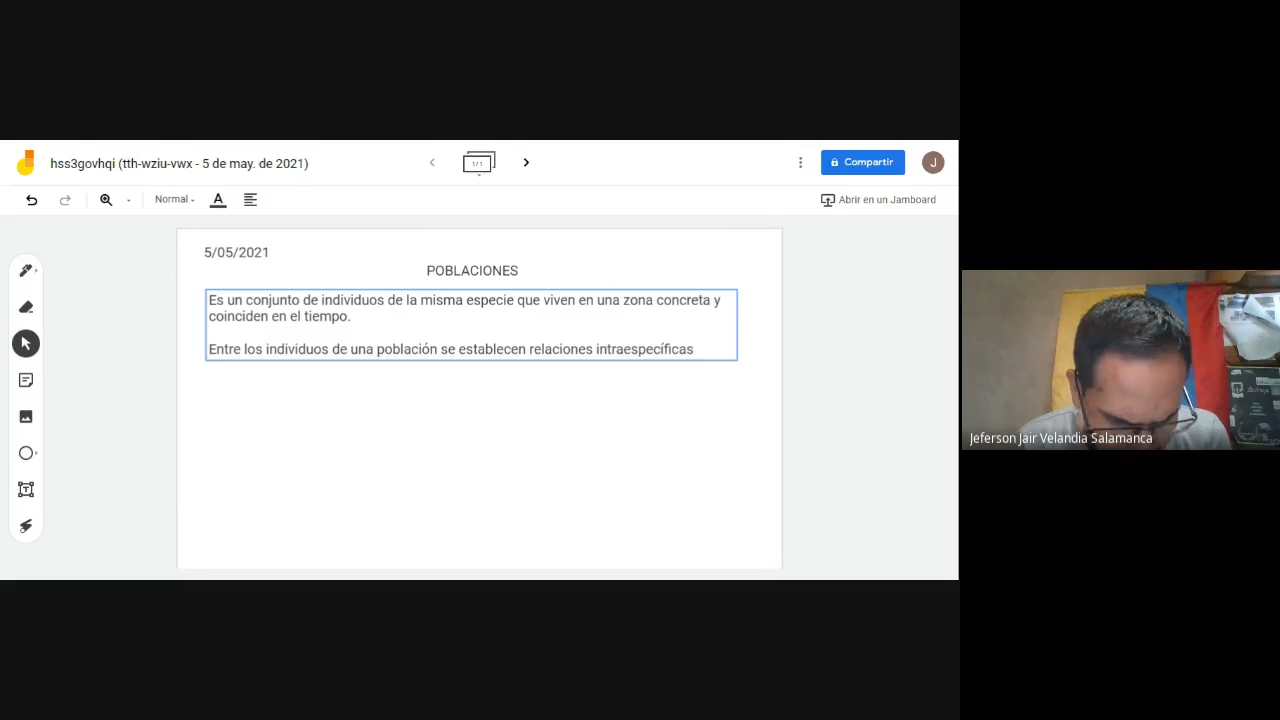 hss3govhqi (tth-wziu-vwx - 5 de may. de 2021)
1/1
Compartir
J
Normal
A
Abrir en un Jamboard
5/05/2021
POBLACIONES
Es un conjunto de individuos de la misma especie que viven en una zona concreta y
coinciden en el tiempo.
Entre los individuos de una población se establecen relaciones intraespecíficas
Jeferson Jair Velandia Salamanca